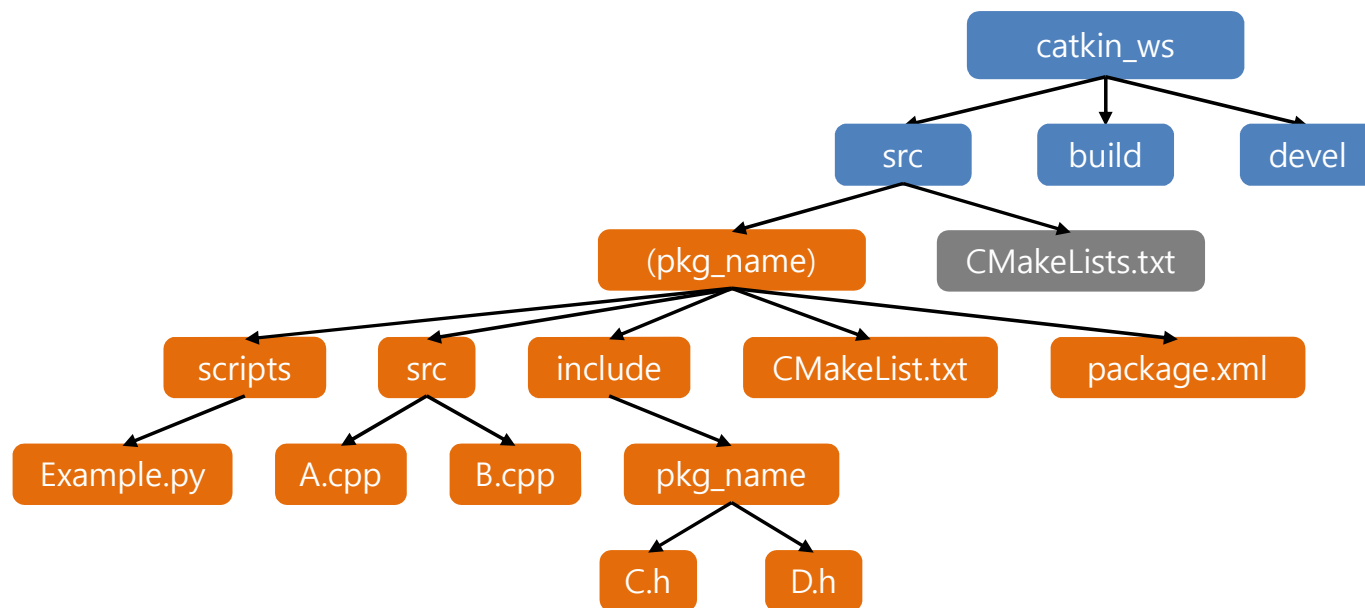 catkin_ws
src
build
devel
(pkg_name)
CMakeLists.txt
scripts
src
include
CMakeList.txt
package.xml
Example.py
A.cpp
B.cpp
pkg_name
C.h
D.h